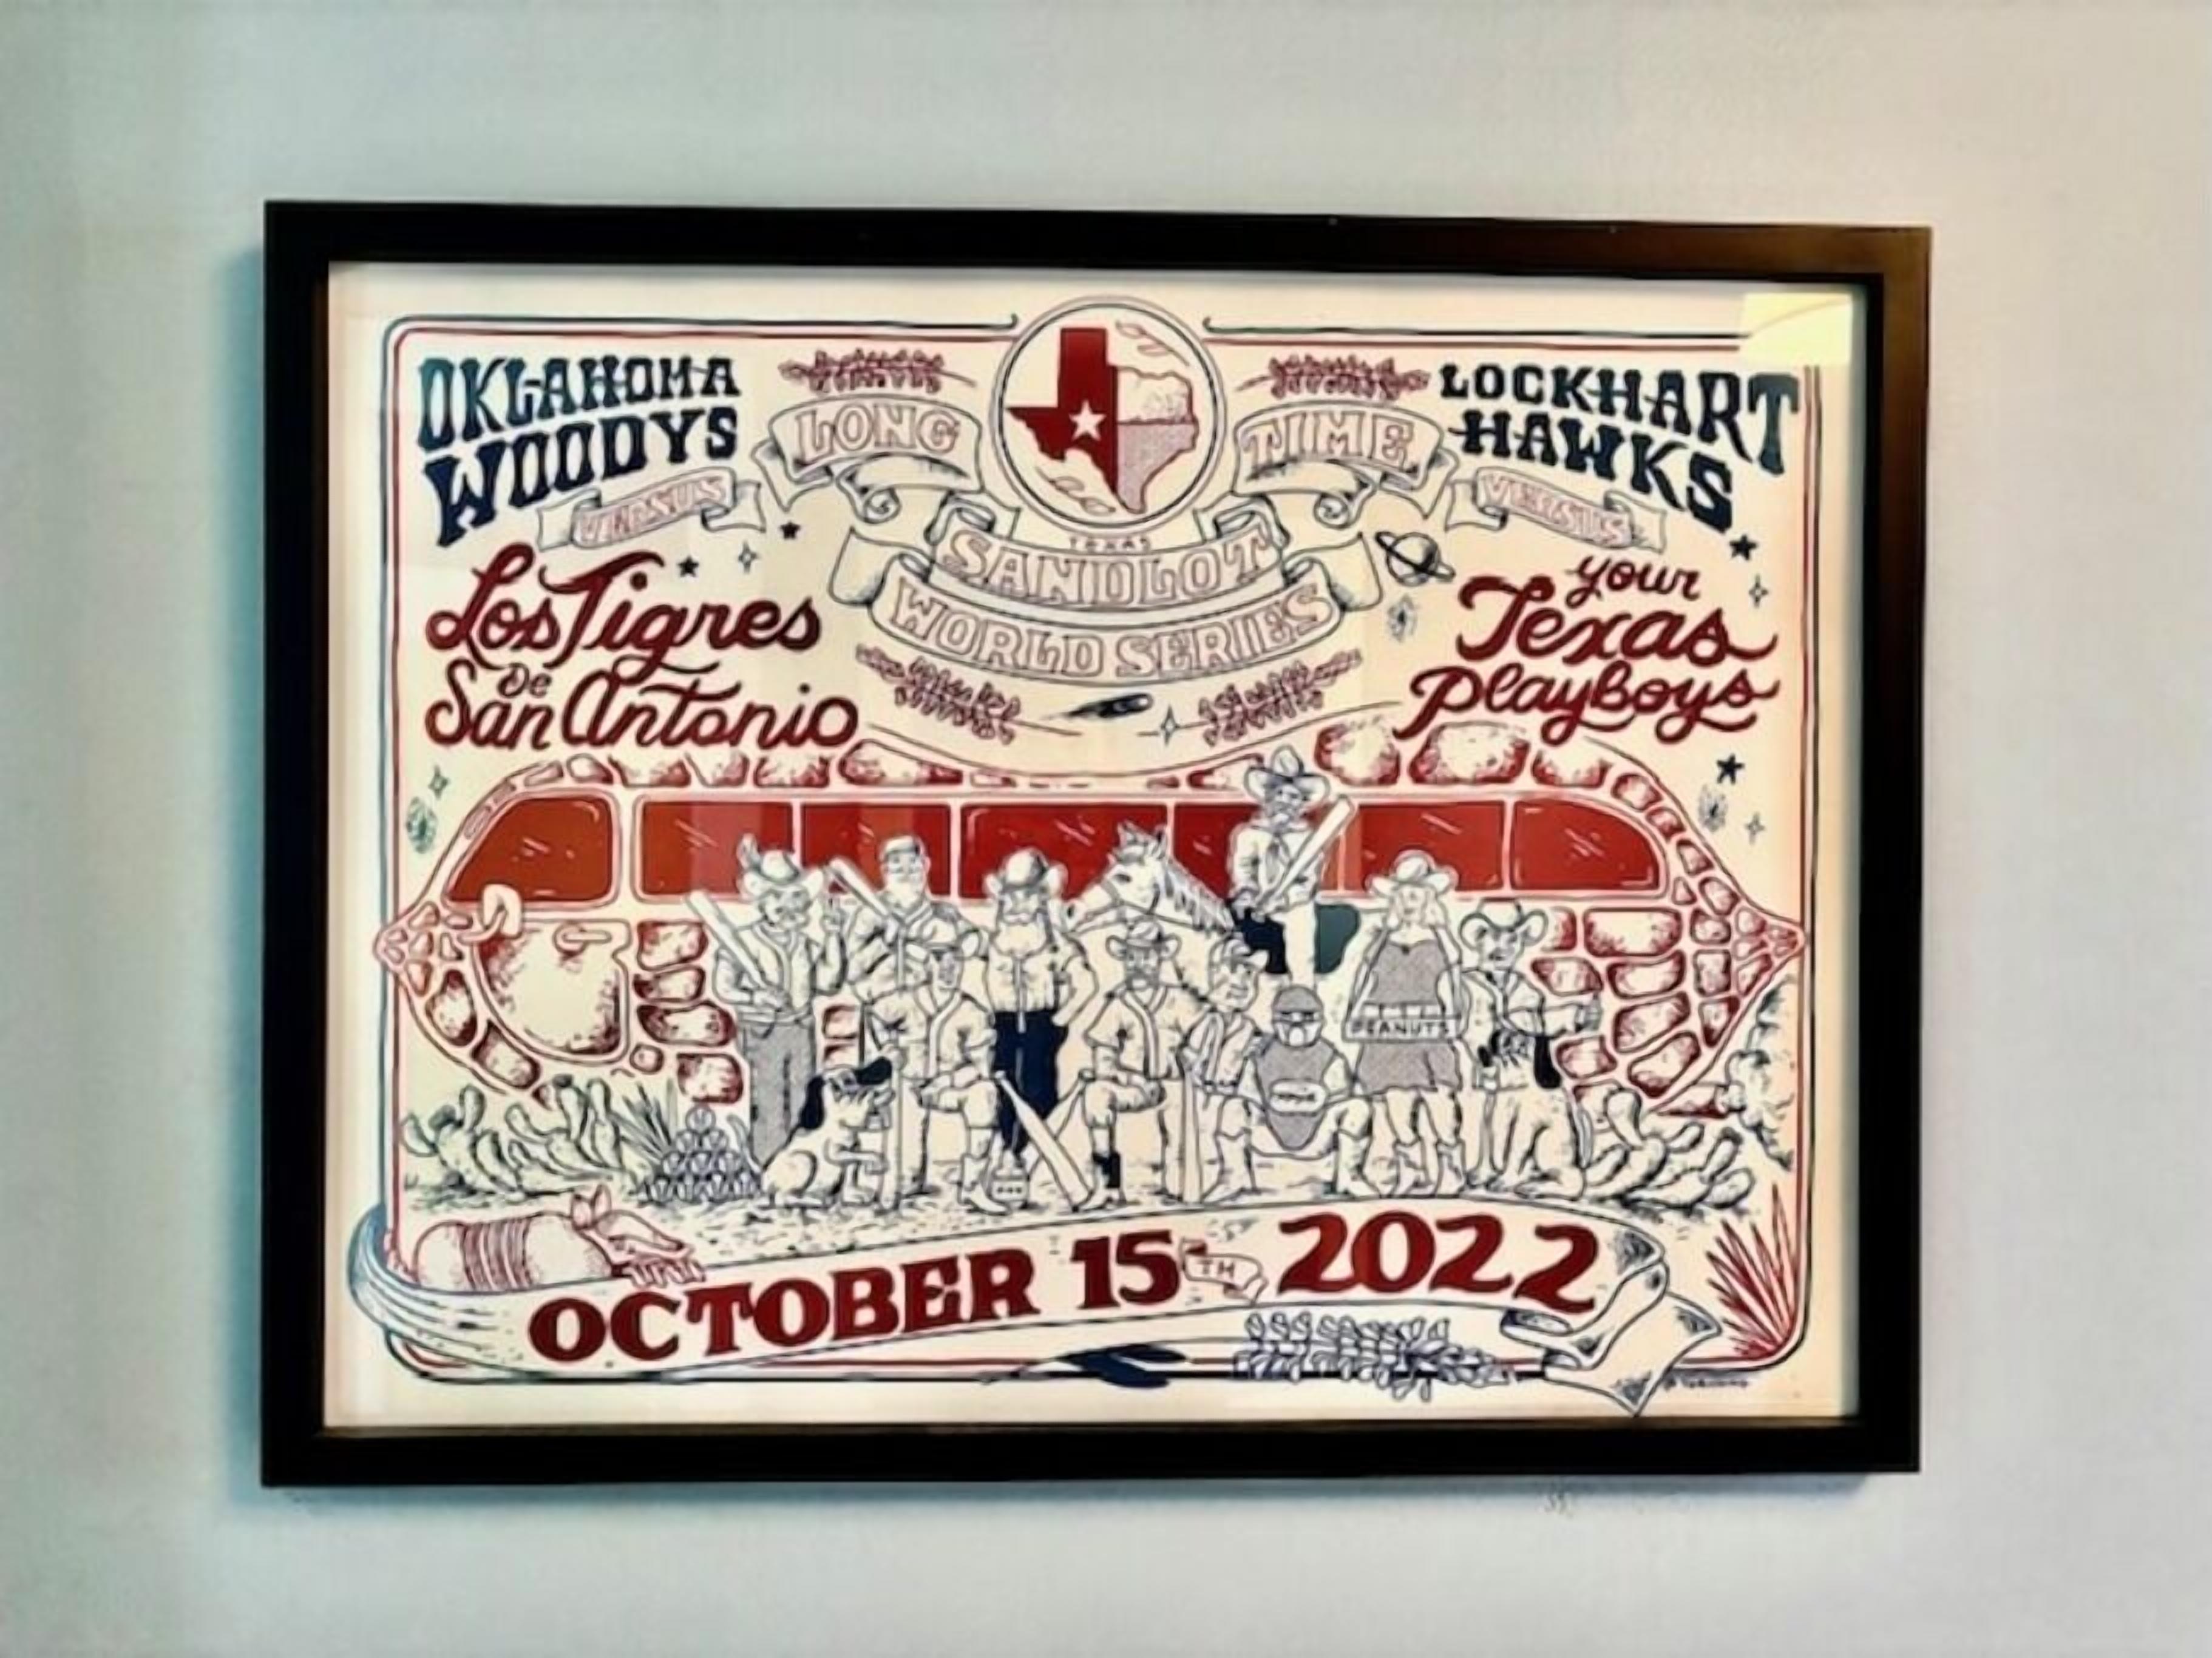 OKLAHOMA
WOODYS
VERSUS
Los Tigres
De
San Antonio
LONG
TIME
TEXAS
SANDLOT
WORLD SERIES
LOCKHART
HAWKS
VERSUS
your
Texas
Playboys
PEANUTS
OCTOBER 15TH 2022